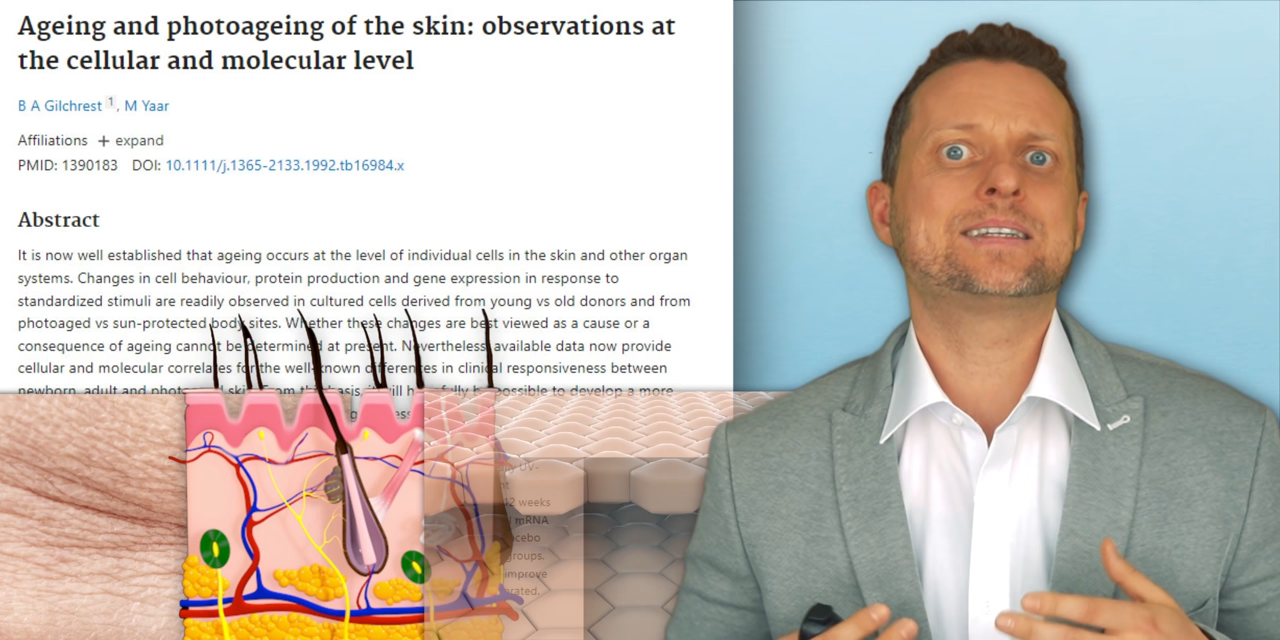 Ageing and photoageing of the skin: observations at
the cellular and molecular level
B A Gilchrest 1, M Yaar
Affiliations + expand
PMID: 1390183 DOI: 10.1111/j.1365-2133.1992.tb16984.x
Abstract
It is now well established that ageing occurs at the level of individual cells in the skin and other organ
systems. Changes in cell behaviour, protein production and gene expression in response to
standardized stimuli are readily observed in cultured cells derived from young vs old donors and from
photoaged vs sun-protected body sites. Whether these changes are best viewed as a cause or a
consequence of ageing cannot be determined at present. Nevertheless available data now provide
cellular and molecular correlates for the well-known differences in clinical responsiveness between
newborn, adult and skin. it possible to develop a more
UV-
12 weeks
mRNA
groups.
improve